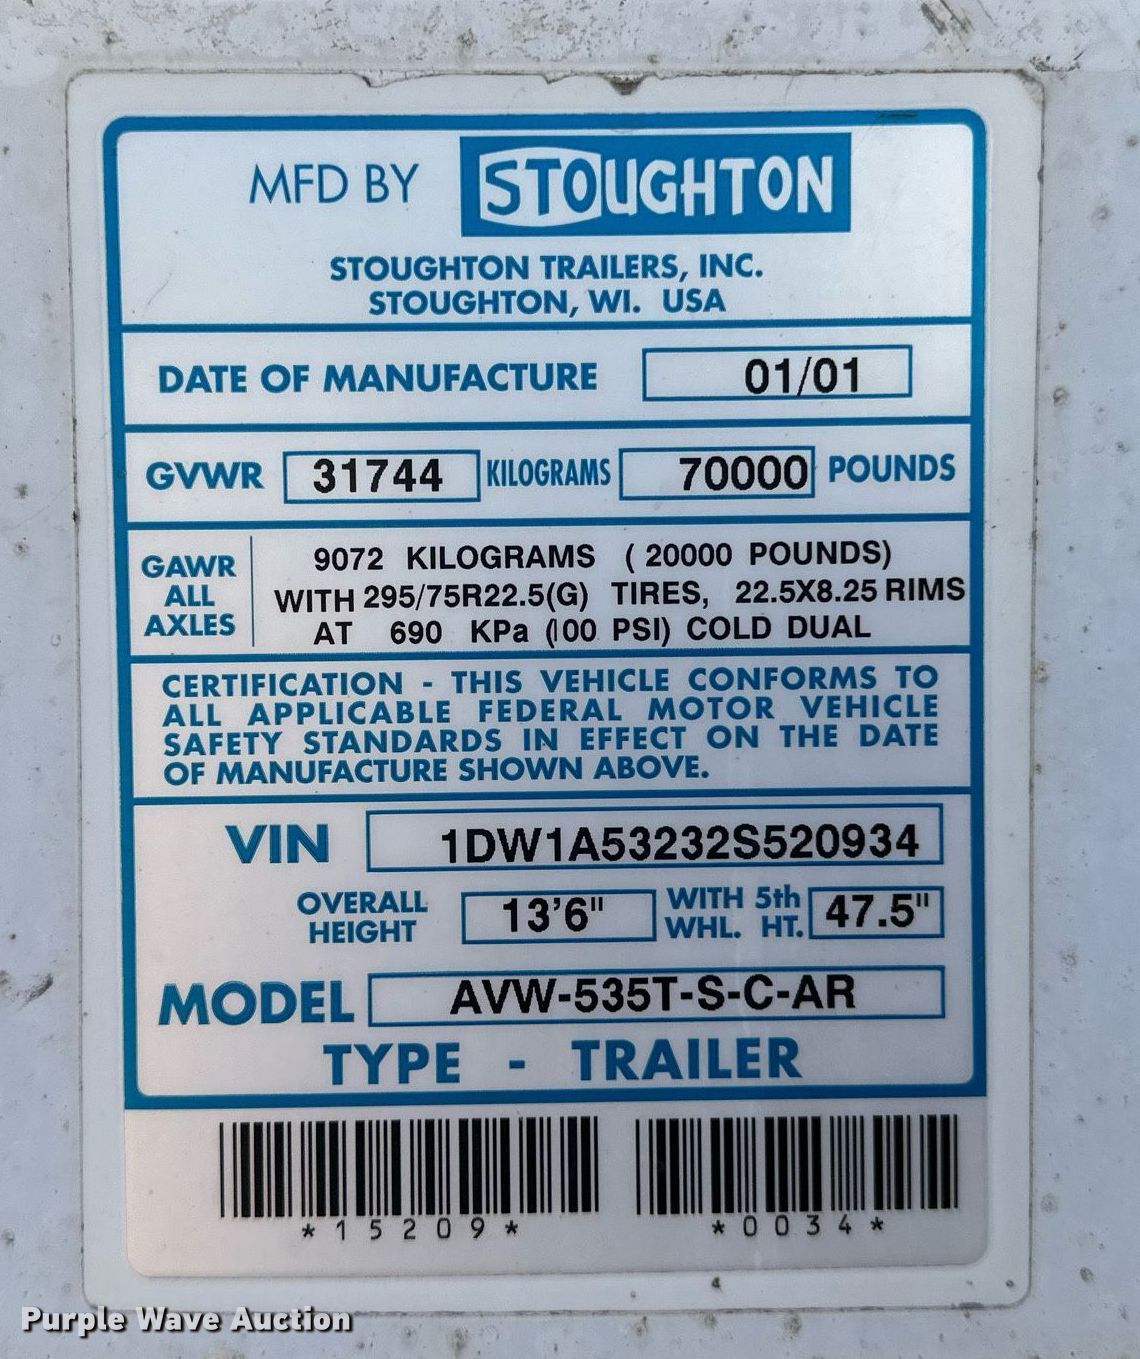 MFD BY STOUGHTON
STOUGHTON TRAILERS, INC.
STOUGHTON, WI. USA
DATE OF MANUFACTURE 01/01
GVWR 31744 KILOGRAMS 70000 POUNDS
GAWR ALL AXLES
9072 KILOGRAMS ( 20000 POUNDS)
WITH 295/75R22.5(G) TIRES, 22.5X8.25 RIMS
AT 690 KPa (100 PSI) COLD DUAL
CERTIFICATION - THIS VEHICLE CONFORMS TO
ALL APPLICABLE FEDERAL MOTOR VEHICLE
SAFETY STANDARDS IN EFFECT ON THE DATE
OF MANUFACTURE SHOWN ABOVE.
VIN 1DW1A53232S520934
OVERALL HEIGHT 13'6" WITH 5th WHL. HT. 47.5"
MODEL AVW-535T-S-C-AR
TYPE - TRAILER
*15209* *0034*
Purple Wave Auction